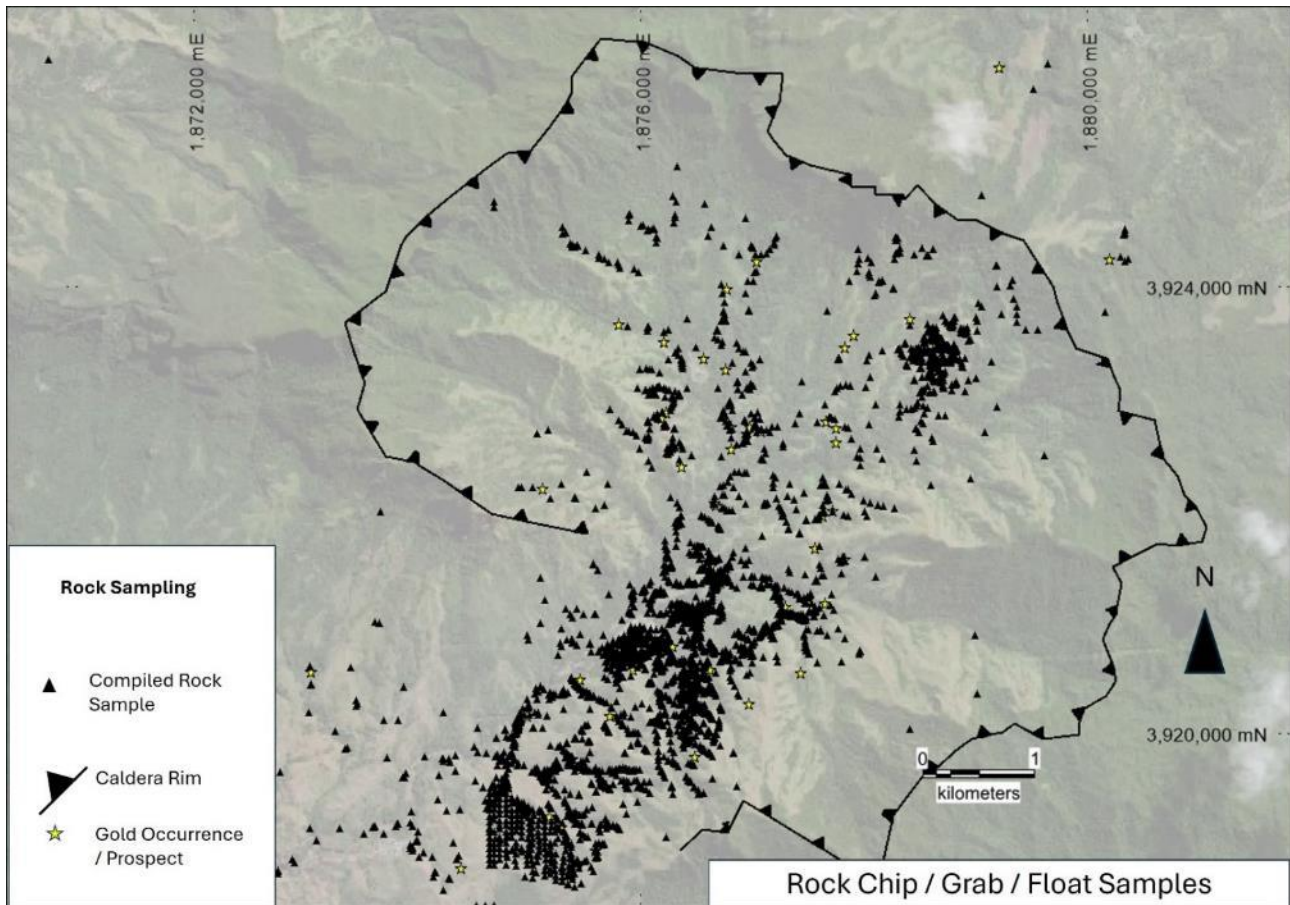 1,872,000 mE
1,876,000 mE
1,880,000 mE
3,924,000 mN
Rock Sampling
Compiled Rock
Sample
Caldera Rim
Gold Occurrence
/ Prospect
N
3,920,000 mN
0 1
kilometers
Rock Chip / Grab / Float Samples